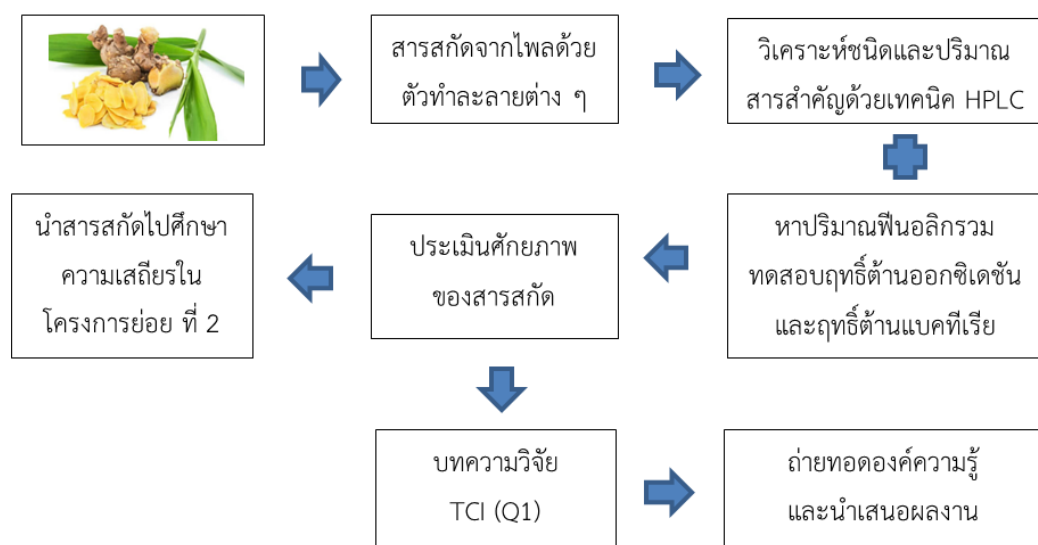 สารสกัดจากไพลด้วย
ตัวทำละลายต่าง ๆ
วิเคราะห์ชนิดและปริมาณ
สารสำคัญด้วยเทคนิค HPLC
หาปริมาณฟีนอลิกรวม
ทดสอบฤทธิ์ต้านออกซิเดชัน
และฤทธิ์ต้านแบคทีเรีย
ประเมินศักยภาพ
ของสารสกัด
นำสารสกัดไปศึกษา
ความเสถียรใน
โครงการย่อย ที่ 2
บทความวิจัย
TCI (Q1)
ถ่ายทอดองค์ความรู้
และนำเสนอผลงาน